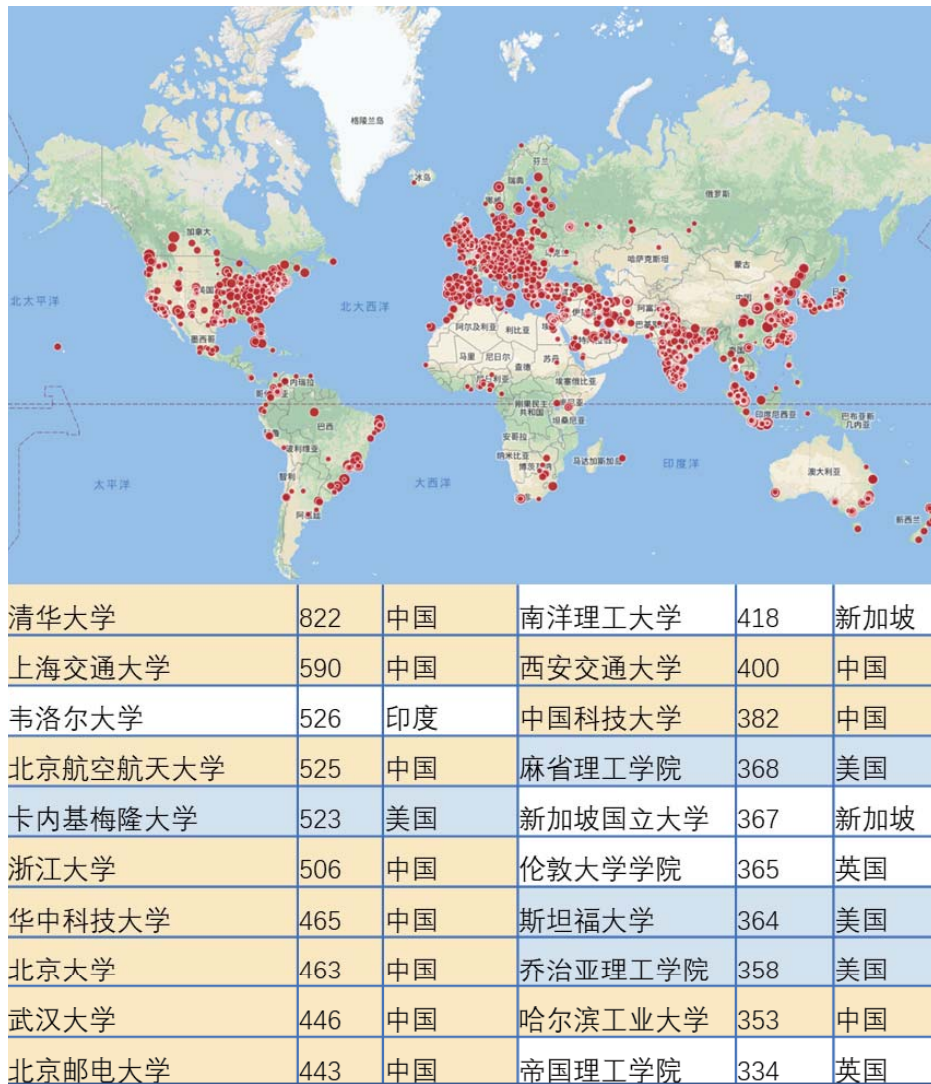 格陵兰岛
冰岛
瑞典
芬兰
俄罗斯
加拿大
哈萨克斯坦
蒙古
北太平洋
北大西洋
美国
中国
日本
墨西哥
阿尔及利亚
利比亚
马里
尼日尔
乍得
苏丹
埃塞俄比亚
内瑞拉
刚果民主
共和国
坦桑尼亚
印度尼西亚
巴布亚新
几内亚
巴西
玻利维亚
安哥拉
纳米比亚
马达加斯加
太平洋
大西洋
印度洋
智利
澳大利亚
新西兰
清华大学 822 中国 南洋理工大学 418 新加坡
上海交通大学 590 中国 西安交通大学 400 中国
韦洛尔大学 526 印度 中国科技大学 382 中国
北京航空航天大学 525 中国 麻省理工学院 368 美国
卡内基梅隆大学 523 美国 新加坡国立大学 367 新加坡
浙江大学 506 中国 伦敦大学学院 365 英国
华中科技大学 465 中国 斯坦福大学 364 美国
北京大学 463 中国 乔治亚理工学院 358 美国
武汉大学 446 中国 哈尔滨工业大学 353 中国
北京邮电大学 443 中国 帝国理工学院 334 英国